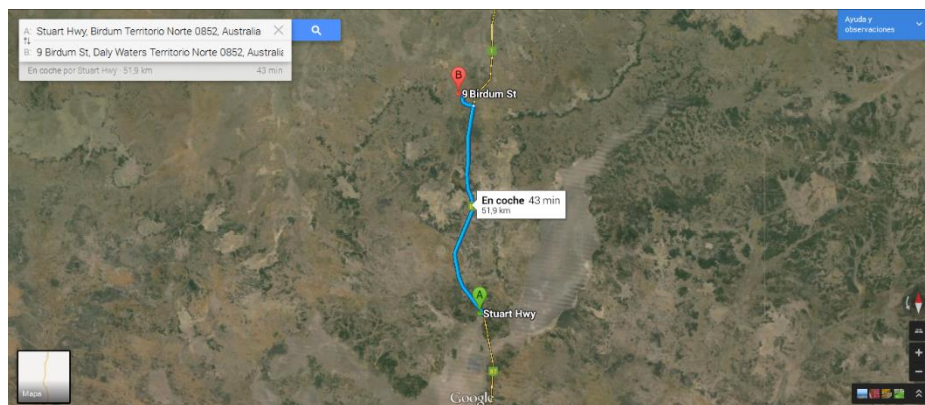 A: Stuart Hwy, Birdum Territorio Norte 0852, Australia
B: 9 Birdum St, Daly Waters Territorio Norte 0852, Australia
En coche por Stuart Hwy - 51,9 km 43 min
Ayuda y
observaciones
B
9 Birdum St
En coche 43 min
51,9 km
A
Stuart Hwy
Mapa
Google